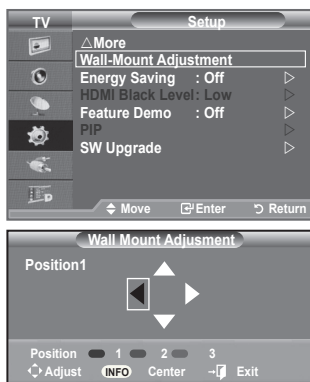 TV Setup
△More
Wall-Mount Adjustment
Energy Saving : Off
HDMI Black Level : Low
Feature Demo : Off
PIP
SW Upgrade
Move Enter Return
Wall Mount Adjusment
Position1
Position 1 2 3
Adjust INFO Center Exit